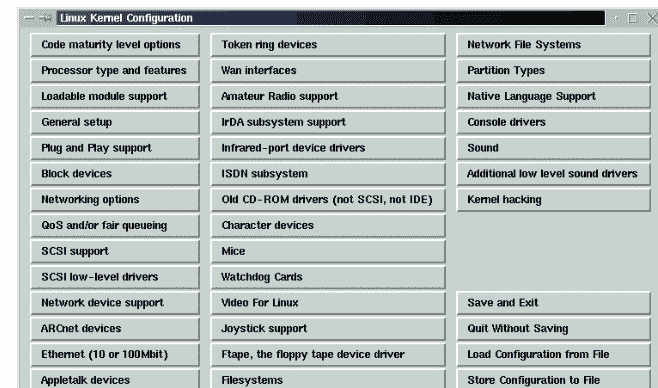 Linux Kernel Configuration
Code maturity level options
Processor type and features
Loadable module support
General setup
Plug and Play support
Block devices
Networking options
QoS and/or fair queueing
SCSI support
SCSI low-level drivers
Network device support
ARCnet devices
Ethernet (10 or 100Mbit)
Appletalk devices
Token ring devices
Wan interfaces
Amateur Radio support
IrDA subsystem support
Infrared-port device drivers
ISDN subsystem
Old CD-ROM drivers (not SCSI, not IDE)
Character devices
Mice
Watchdog Cards
Video For Linux
Joystick support
Ftape, the floppy tape device driver
Filesystems
Network File Systems
Partition Types
Native Language Support
Console drivers
Sound
Additional low level sound drivers
Kernel hacking
Save and Exit
Quit Without Saving
Load Configuration from File
Store Configuration to File